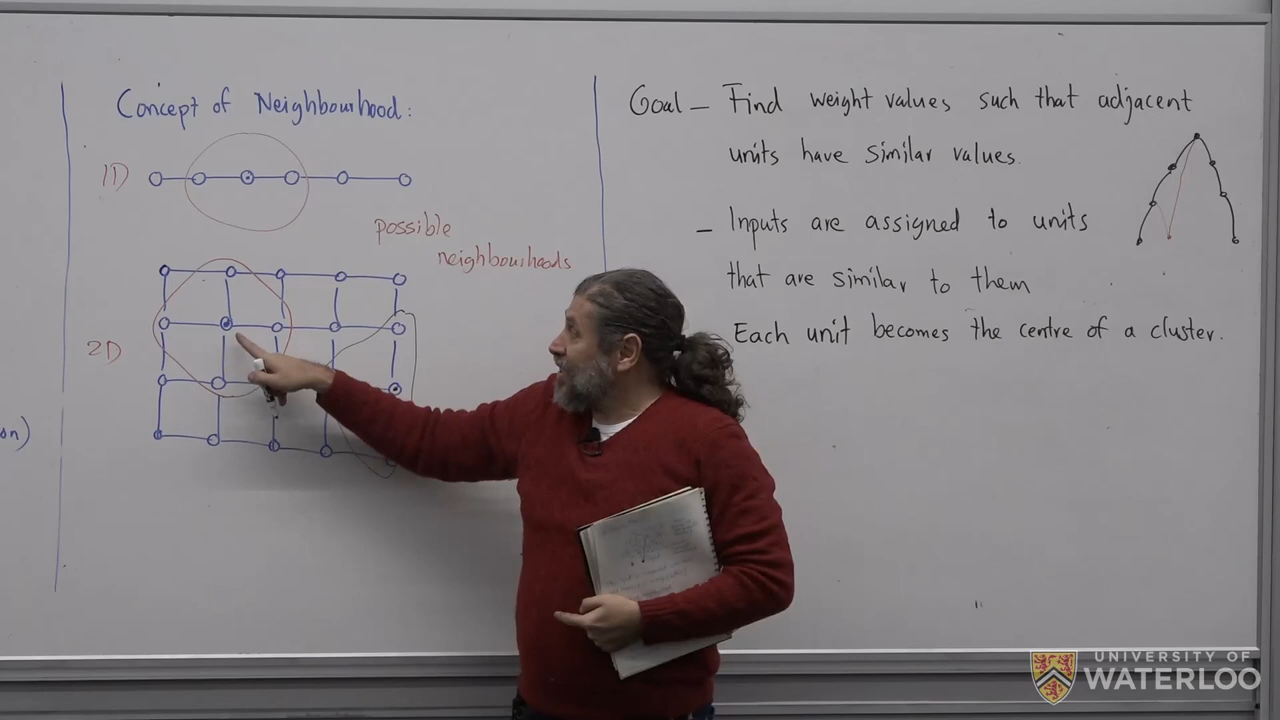 Concept of Neighbourhood:
1D
possible
neighbourhoods
2D
on)
Goal – Find weight values such that adjacent
units have similar values.
– Inputs are assigned to units
that are similar to them
Each unit becomes the centre of a cluster.
UNIVERSITY OF
WATERLOO